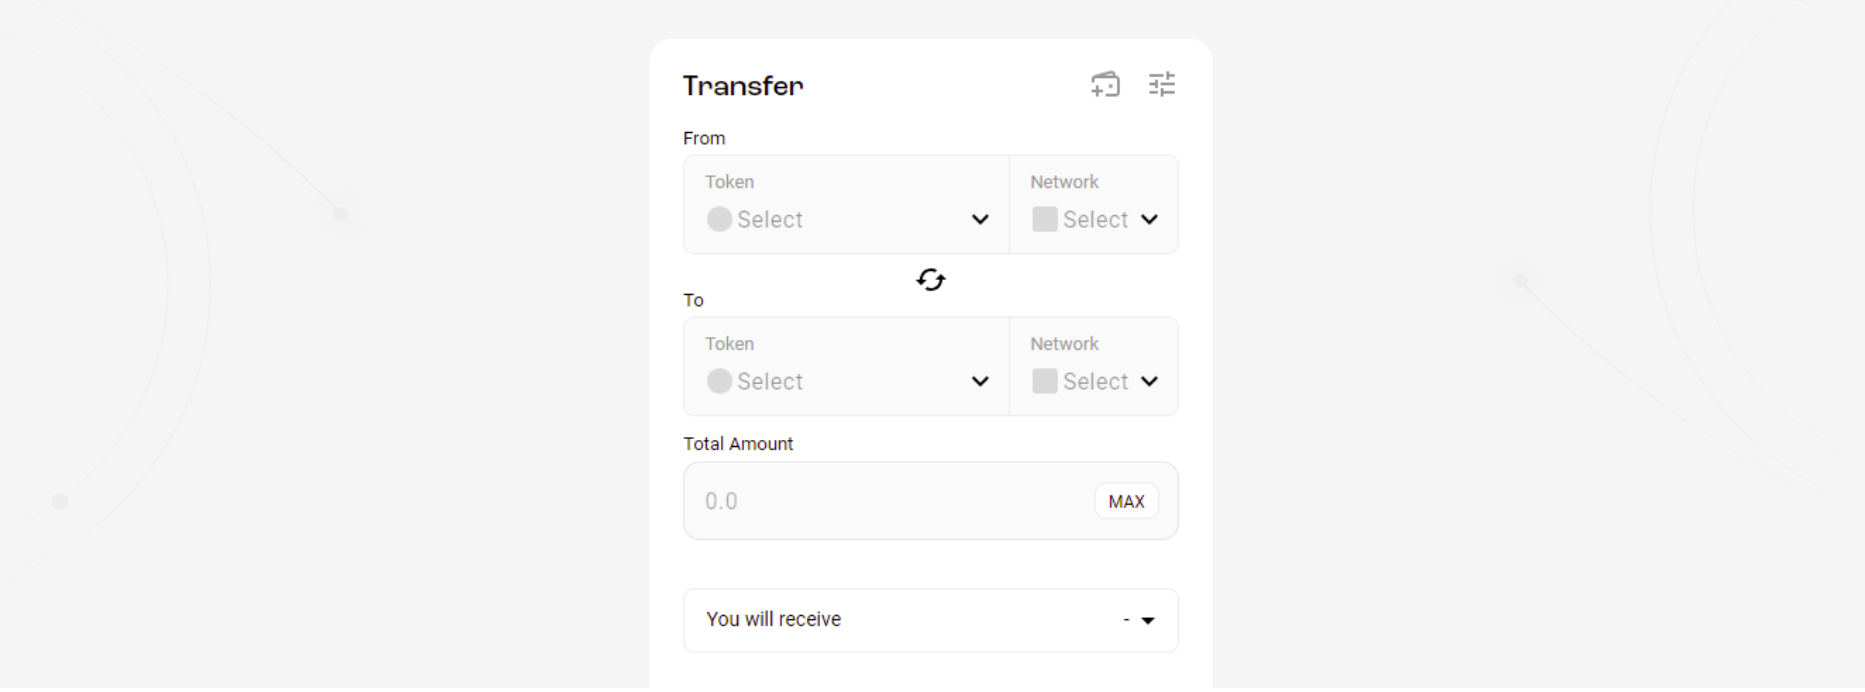 Transfer
From
Token Network
Select Select
To
Token Network
Select Select
Total Amount
0.0 MAX
You will receive -